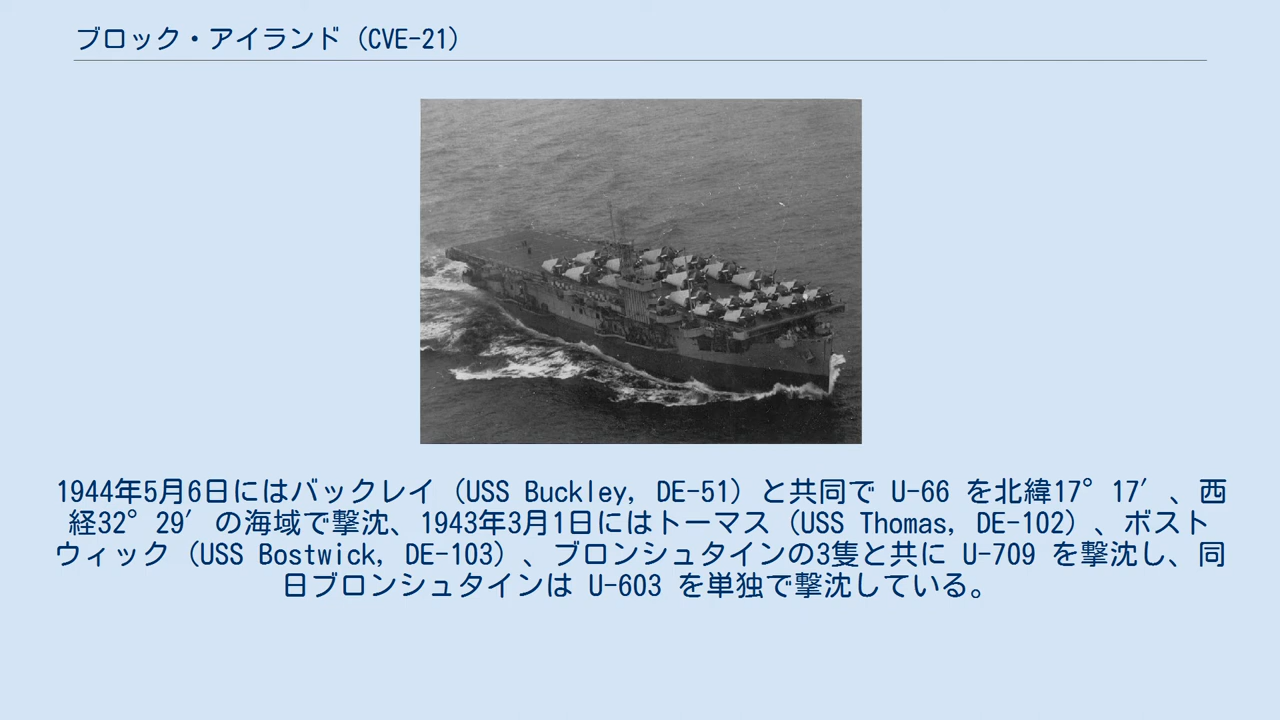 ブロック・アイランド（CVE-21）
1944年5月6日にはバックレイ（USS Buckley, DE-51）と共同で U-66 を北緯17°17′、西
経32°29′の海域で撃沈、1943年3月1日にはトーマス（USS Thomas, DE-102）、ボスト
ウィック（USS Bostwick, DE-103）、ブロンシュタインの3隻と共に U-709 を撃沈し、同
日ブロンシュタインは U-603 を単独で撃沈している。